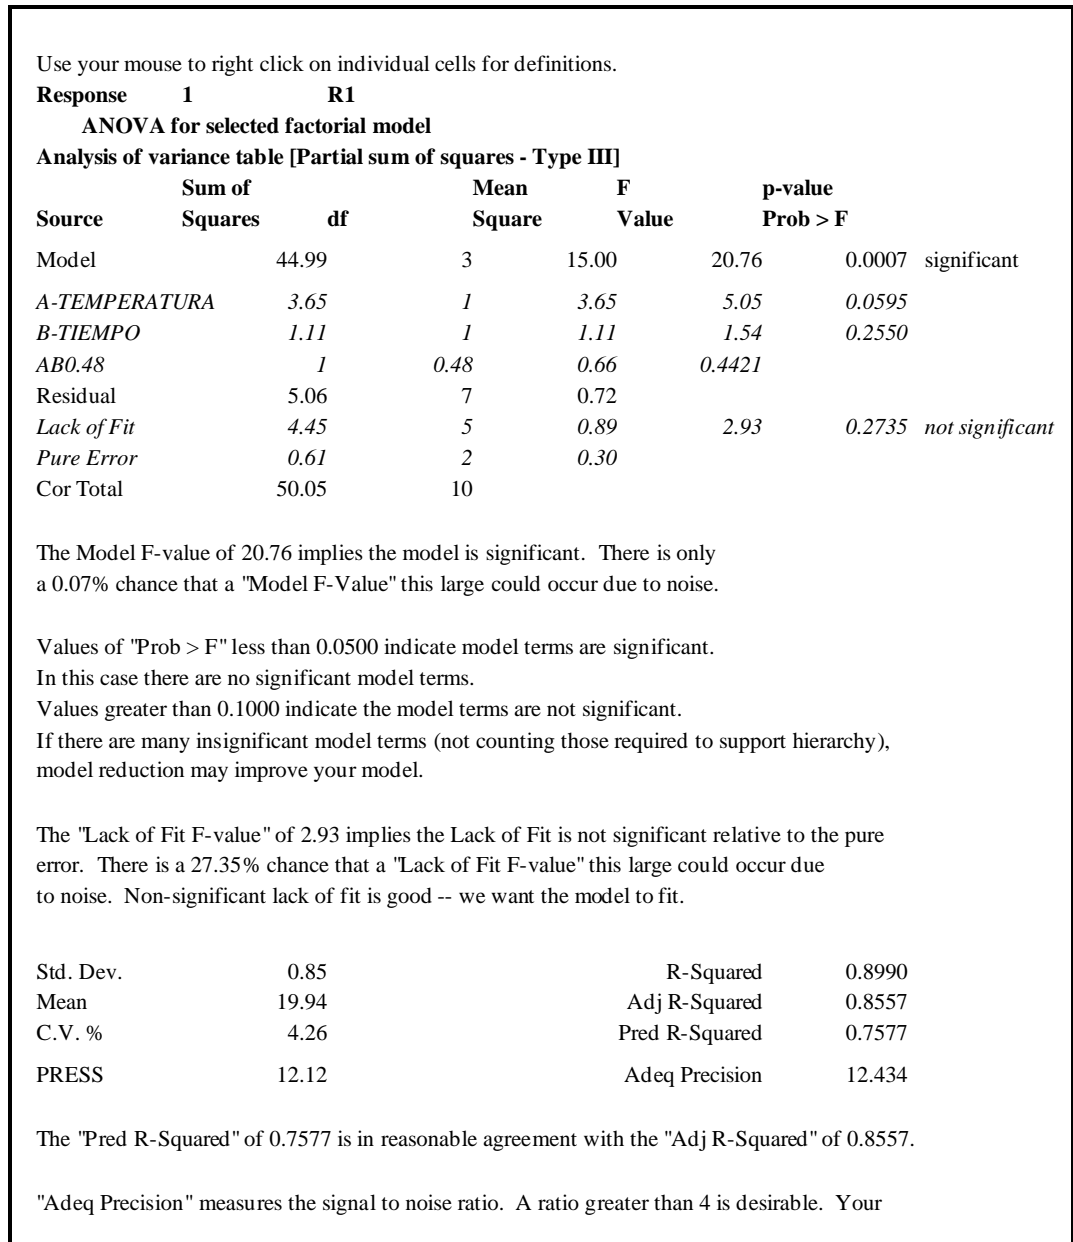 Use your mouse to right click on individual cells for definitions.
Response 1 R1
ANOVA for selected factorial model
Analysis of variance table [Partial sum of squares - Type III]
Sum of Mean F p-value
Source Squares df Square Value Prob > F
Model 44.99 3 15.00 20.76 0.0007 significant
A-TEMPERATURA 3.65 1 3.65 5.05 0.0595
B-TIEMPO 1.11 1 1.11 1.54 0.2550
AB0.48 1 0.48 0.66 0.4421
Residual 5.06 7 0.72
Lack of Fit 4.45 5 0.89 2.93 0.2735 not significant
Pure Error 0.61 2 0.30
Cor Total 50.05 10
The Model F-value of 20.76 implies the model is significant. There is only
a 0.07% chance that a "Model F-Value" this large could occur due to noise.
Values of "Prob > F" less than 0.0500 indicate model terms are significant.
In this case there are no significant model terms.
Values greater than 0.1000 indicate the model terms are not significant.
If there are many insignificant model terms (not counting those required to support hierarchy),
model reduction may improve your model.
The "Lack of Fit F-value" of 2.93 implies the Lack of Fit is not significant relative to the pure
error. There is a 27.35% chance that a "Lack of Fit F-value" this large could occur due
to noise. Non-significant lack of fit is good -- we want the model to fit.
Std. Dev. 0.85 R-Squared 0.8990
Mean 19.94 Adj R-Squared 0.8557
C.V. % 4.26 Pred R-Squared 0.7577
PRESS 12.12 Adeq Precision 12.434
The "Pred R-Squared" of 0.7577 is in reasonable agreement with the "Adj R-Squared" of 0.8557.
"Adeq Precision" measures the signal to noise ratio. A ratio greater than 4 is desirable. Your